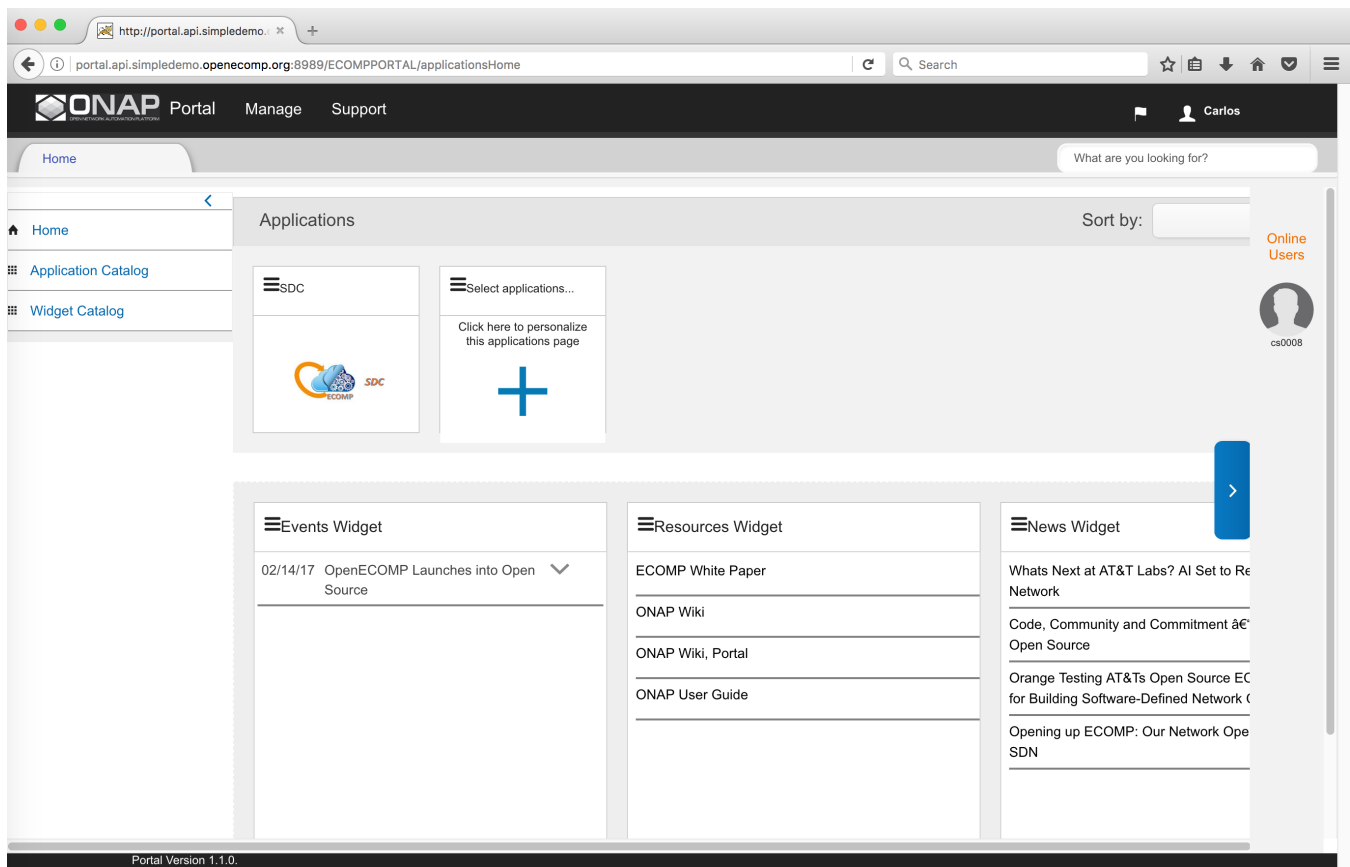 http://portal.api.simpledemo.
portal.api.simpledemo.openecomp.org:8989/ECOMPPORTAL/applicationsHome
Search
ONAP
OPEN NETWORK AUTOMATION PLATFORM
Portal
Manage
Support
Carlos
Home
What are you looking for?
Home
Application Catalog
Widget Catalog
Applications
Sort by:
Online
Users
cs0008
SDC
ECOMP
SDC
Select applications...
Click here to personalize
this applications page
Events Widget
02/14/17 OpenECOMP Launches into Open
Source
Resources Widget
ECOMP White Paper
ONAP Wiki
ONAP Wiki, Portal
ONAP User Guide
News Widget
Whats Next at AT&T Labs? AI Set to Re
Network
Code, Community and Commitment â€“
Open Source
Orange Testing AT&Ts Open Source EC
for Building Software-Defined Network
Opening up ECOMP: Our Network Ope
SDN
Portal Version 1.1.0.